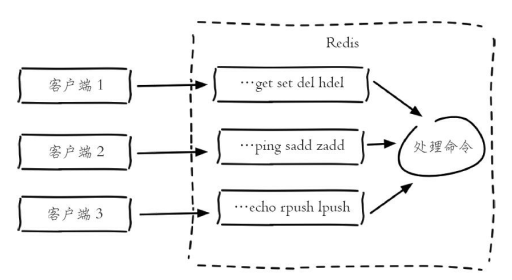 Redis
客户端 1
…get set del hdel
客户端 2
…ping sadd zadd
处理命令
客户端 3
…echo rpush lpush